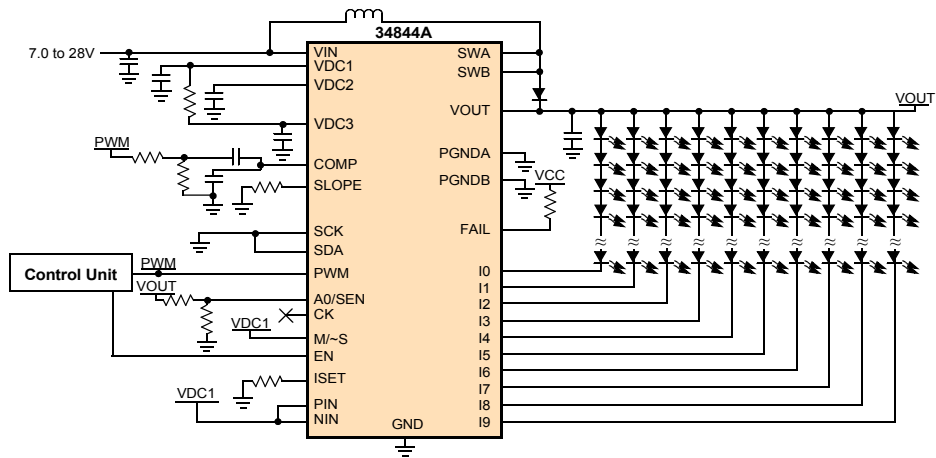 34844A
7.0 to 28V
VIN
VDC1
VDC2
VDC3
PWM
COMP
SLOPE
SCK
SDA
Control Unit
PWM
PWM
VOUT
A0/SEN
CK
VDC1
M/~S
EN
ISET
VDC1
PIN
NIN
GND
SWA
SWB
VOUT
VOUT
PGNDA
PGNDB
VCC
FAIL
I0
I1
I2
I3
I4
I5
I6
I7
I8
I9